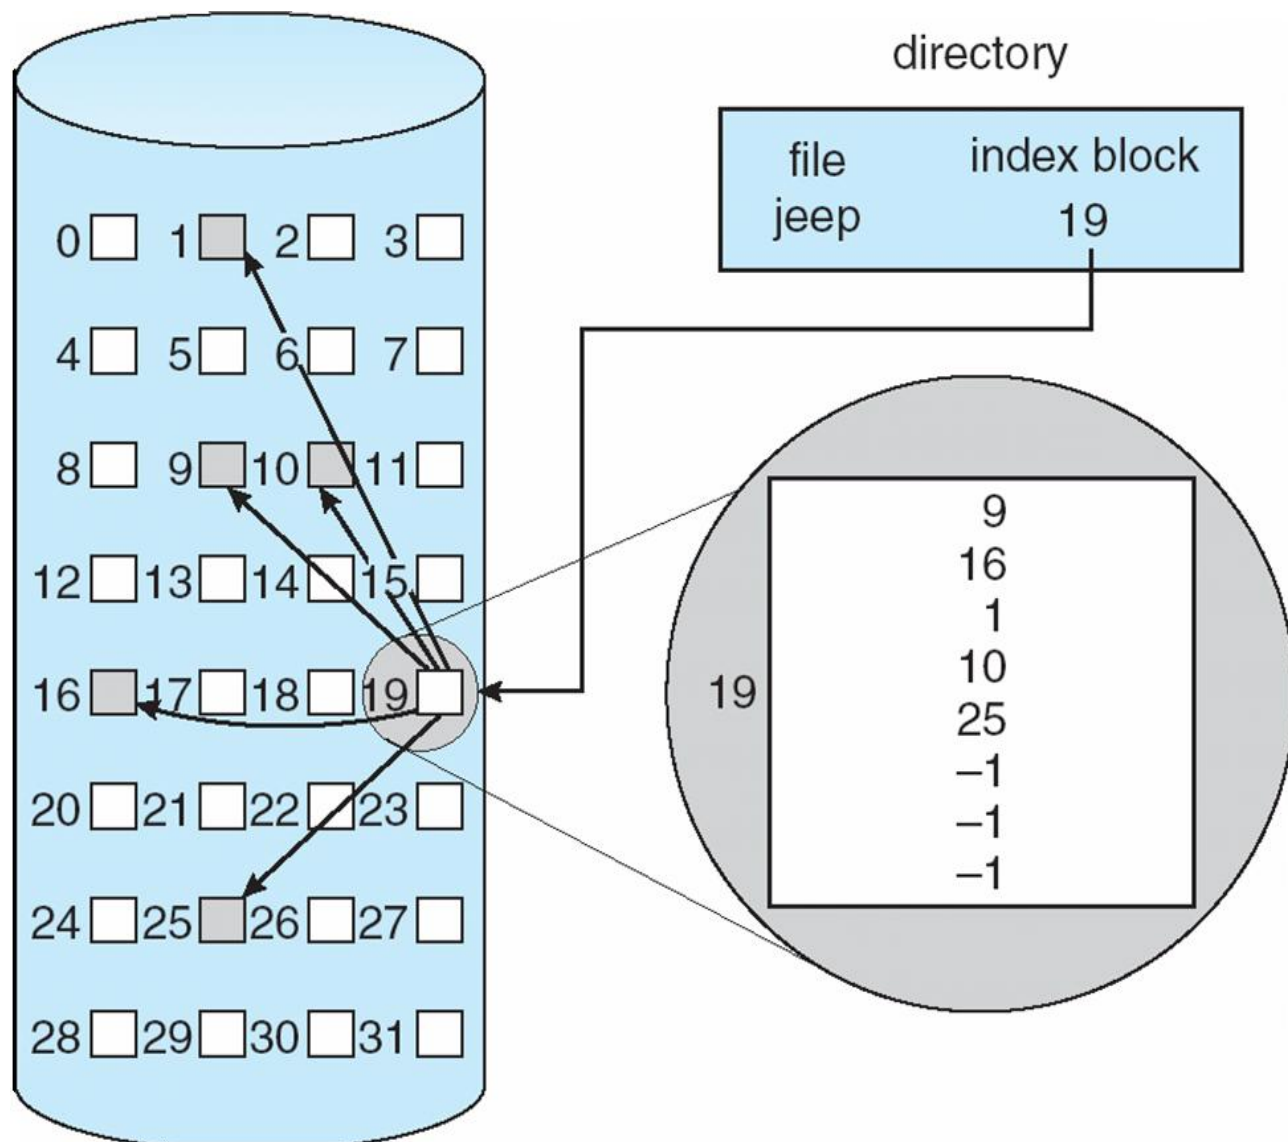 directory
file index block
jeep 19
0 1 2 3
4 5 6 7
8 9 10 11
12 13 14 15
16 17 18 19
20 21 22 23
24 25 26 27
28 29 30 31
19
9
16
1
10
25
–1
–1
–1